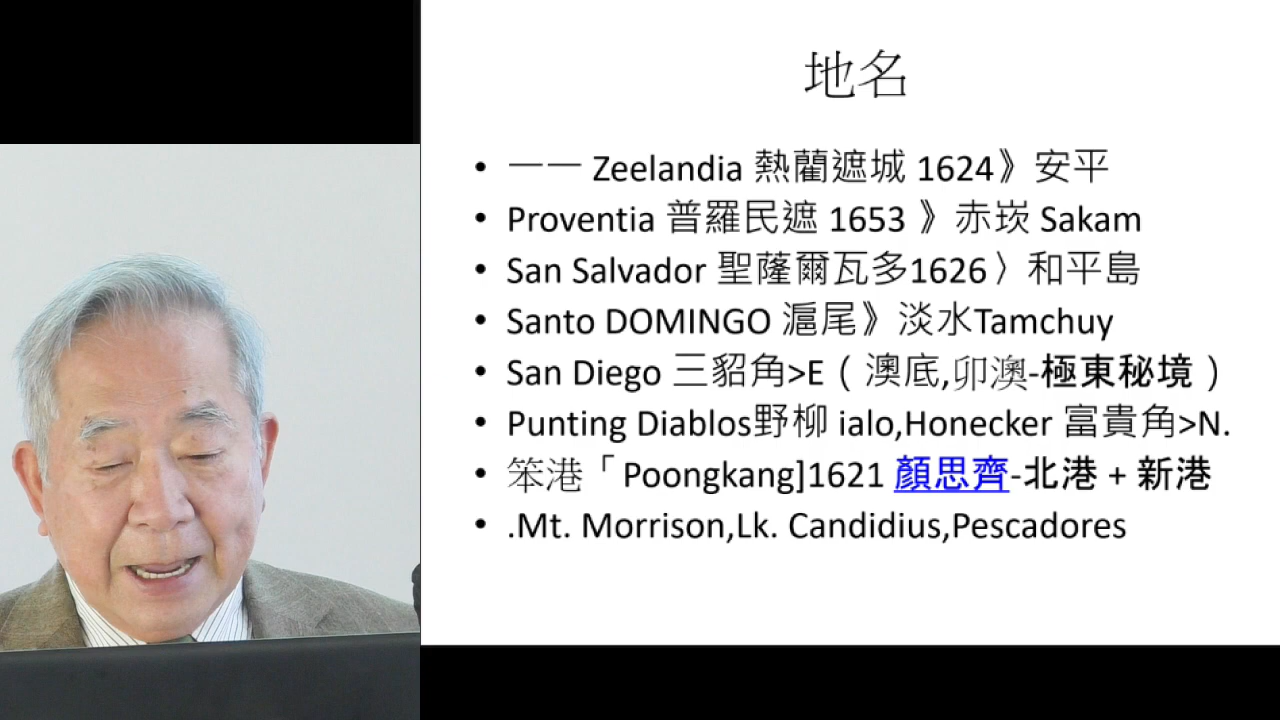 地名
• 一一 Zeelandia 熱蘭遮城 1624》安平
• Proventia 普羅民遮 1653 》赤崁 Sakam
• San Salvador 聖薩爾瓦多1626〉和平島
• Santo DOMINGO 滬尾》淡水Tamchuy
• San Diego 三貂角>E（澳底,卯澳-極東秘境）
• Punting Diablos野柳 ialo,Honecker 富貴角>N.
• 笨港「Poongkang]1621 顏思齊-北港 + 新港
• .Mt. Morrison,Lk. Candidius,Pescadores